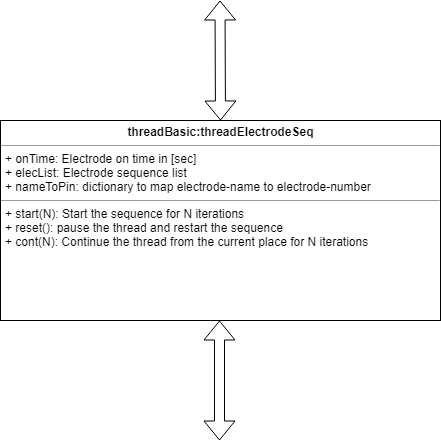 threadBasic:threadElectrodeSeq
+ onTime: Electrode on time in [sec]
+ elecList: Electrode sequence list
+ nameToPin: dictionary to map electrode-name to electrode-number
+ start(N): Start the sequence for N iterations
+ reset(): pause the thread and restart the sequence
+ cont(N): Continue the thread from the current place for N iterations